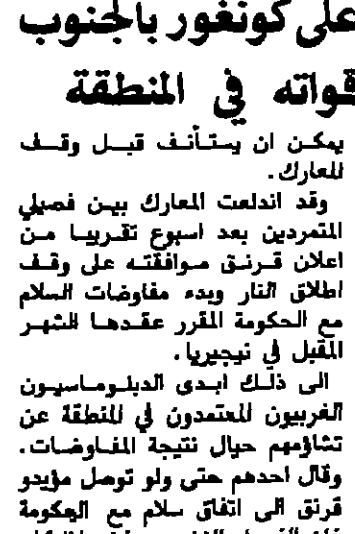 على كونغور بالجنوب
قواته في المنطقة
يمكن ان يستأنف قبل وقف
المعارك.
وقد اندلعت المعارك بين فصيلي
المتمردين بعد اسبوع تقريبا من
اعلان قرنق موافقته على وقف
اطلاق النار وبدء مفاوضات السلام
مع الحكومة المقرر عقدها الشهر
المقبل في نيجيريا.
الى ذلك ابدى الدبلوماسيون
الغربيون المعتمدون في المنطقة عن
تشاؤمهم حيال نتيجة المفاوضات.
وقال احدهم حتى ولو توصل مؤيدو
قرنق الى اتفاق سلام مع الحكومة